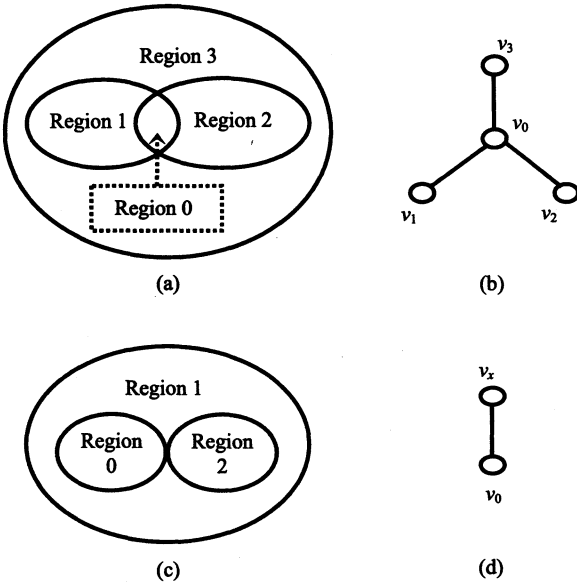 Region 3
Region 1
Region 2
Region 0
(a)
v3
v0
v1
v2
(b)
Region 1
Region
0
Region
2
(c)
vx
v0
(d)